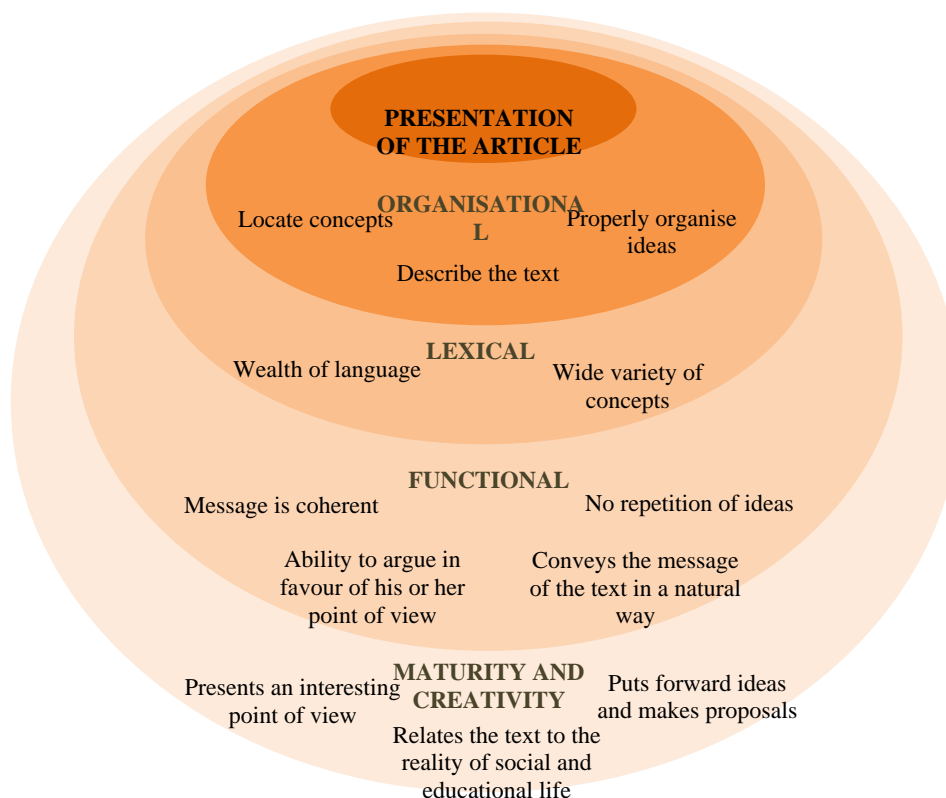 PRESENTATION
OF THE ARTICLE
ORGANISATIONA
L
Locate concepts
Properly organise
ideas
Describe the text
LEXICAL
Wealth of language
Wide variety of
concepts
FUNCTIONAL
Message is coherent
No repetition of ideas
Ability to argue in
favour of his or her
point of view
Conveys the message
of the text in a natural
way
MATURITY AND
CREATIVITY
Presents an interesting
point of view
Puts forward ideas
and makes proposals
Relates the text to the
reality of social and
educational life